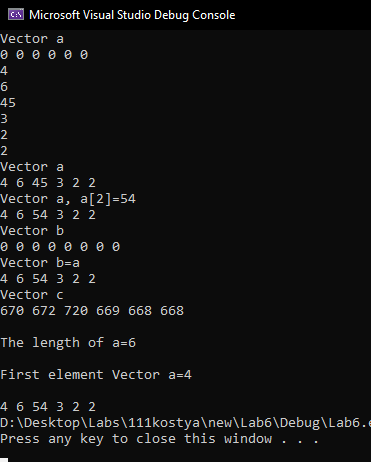 Microsoft Visual Studio Debug Console
Vector a
0 0 0 0 0 0
4
6
45
3
2
2
Vector a
4 6 45 3 2 2
Vector a, a[2]=54
4 6 54 3 2 2
Vector b
0 0 0 0 0 0 0 0
Vector b=a
4 6 54 3 2 2
Vector c
670 672 720 669 668 668
The length of a=6
First element Vector a=4
4 6 54 3 2 2
D:\Desktop\Labs\111kostya\new\Lab6\Debug\Lab6.e
Press any key to close this window . . .